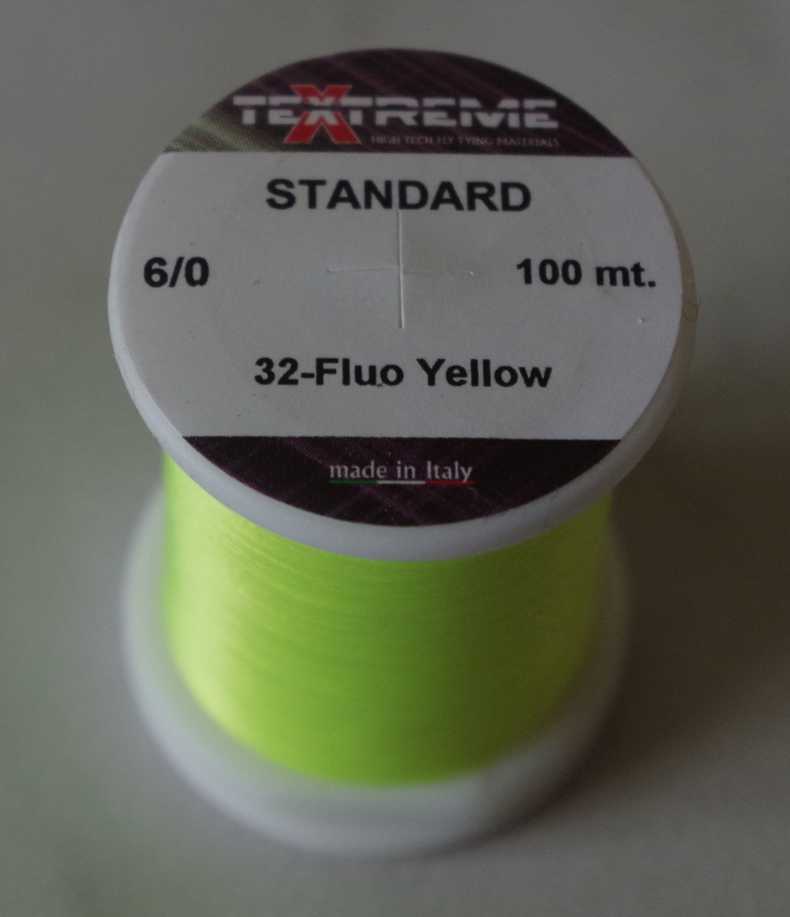 TEXTREME
HIGH TECH FLY TYING MATERIALS
STANDARD
6/0 100 mt.
32-Fluo Yellow
made in Italy